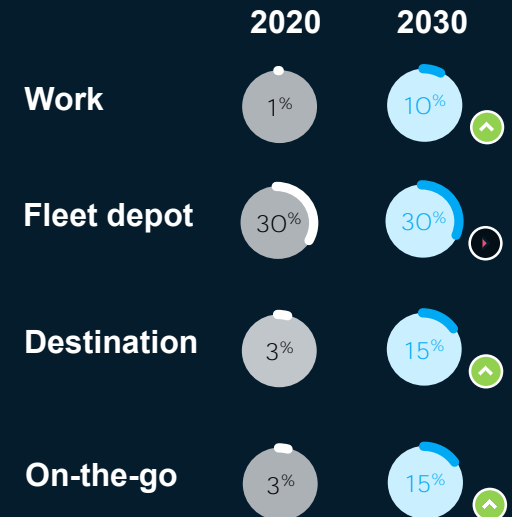 2020 2030
Work 1% 10%
Fleet depot 30% 30%
Destination 3% 15%
On-the-go 3% 15%